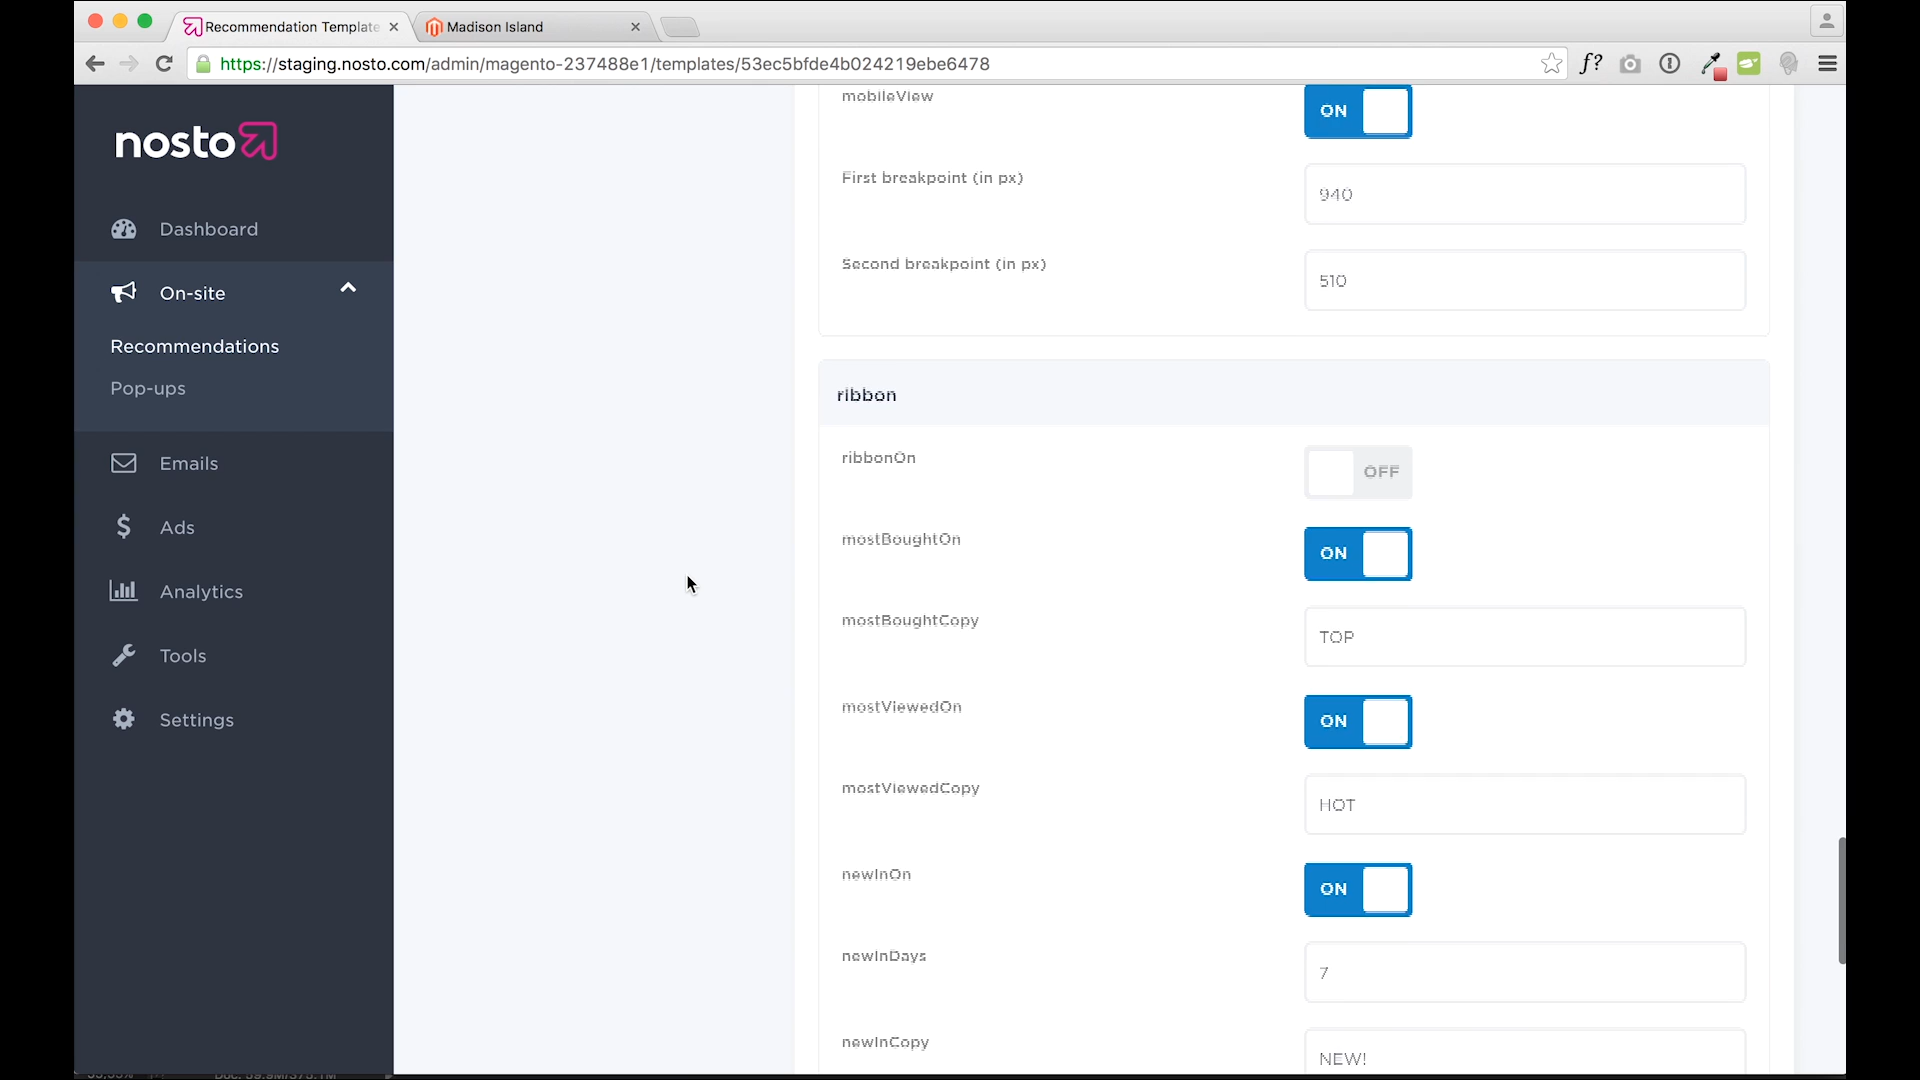 Recommendation Template
Madison Island
https://staging.nosto.com/admin/magento-237488e1/templates/53ec5bfde4b024219ebe6478
f?
nosto
Dashboard
On-site
Recommendations
Pop-ups
Emails
Ads
Analytics
Tools
Settings
mobileView
ON
First breakpoint (in px)
940
Second breakpoint (in px)
510
ribbon
ribbonOn
OFF
mostBoughtOn
ON
mostBoughtCopy
TOP
mostViewedOn
ON
mostViewedCopy
HOT
newInOn
ON
newInDays
7
newInCopy
NEW!